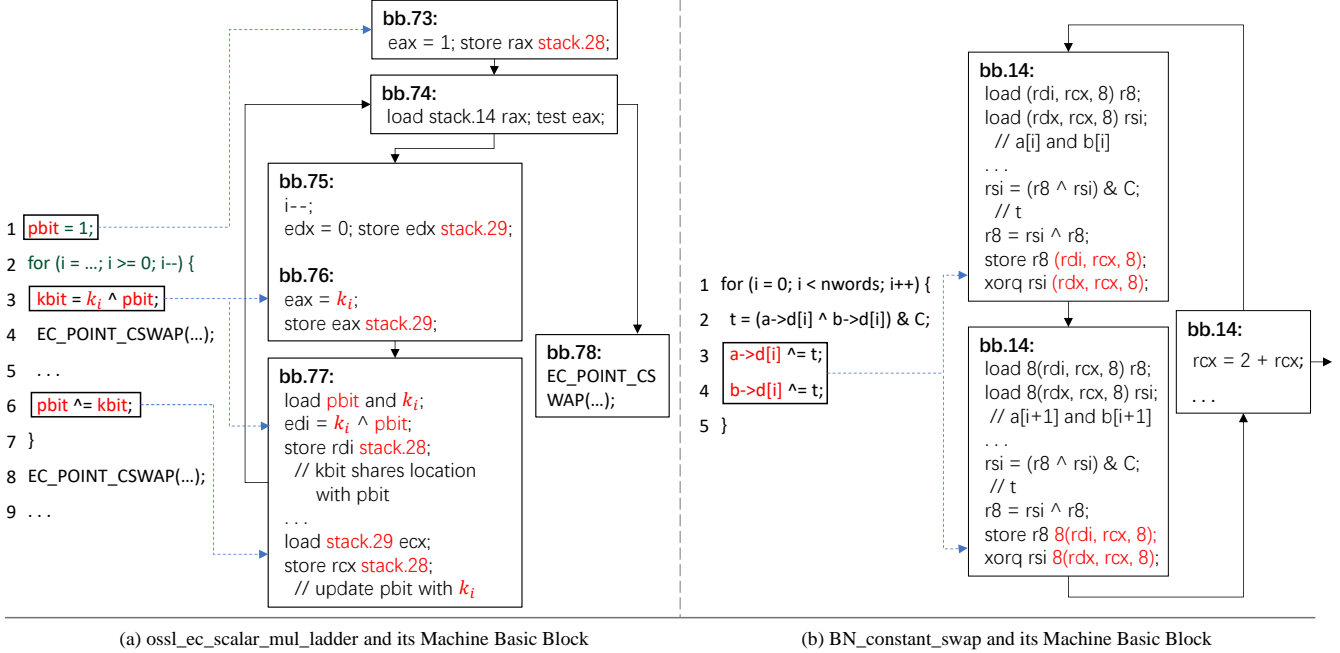 bb.73:
eax = 1; store rax stack.28;
bb.74:
load stack.14 rax; test eax;
bb.75:
i--;
edx = 0; store edx stack.29;
bb.76:
eax = kᵢ;
store eax stack.29;
bb.77:
load pbit and kᵢ;
edi = kᵢ ^ pbit;
store rdi stack.28;
// kbit shares location
with pbit
...
load stack.29 ecx;
store rcx stack.28;
// update pbit with kᵢ
bb.78:
EC_POINT_CS
WAP(...);
1 pbit = 1;
2 for (i = ...; i >= 0; i--) {
3 kbit = kᵢ ^ pbit;
4 EC_POINT_CSWAP(...);
5 ...
6 pbit ^= kbit;
7 }
8 EC_POINT_CSWAP(...);
9 ...
(a) ossl_ec_scalar_mul_ladder and its Machine Basic Block
1 for (i = 0; i < nwords; i++) {
2 t = (a->d[i] ^ b->d[i]) & C;
3 a->d[i] ^= t;
4 b->d[i] ^= t;
5 }
bb.14:
load (rdi, rcx, 8) r8;
load (rdx, rcx, 8) rsi;
// a[i] and b[i]
...
rsi = (r8 ^ rsi) & C;
// t
r8 = rsi ^ r8;
store r8 (rdi, rcx, 8);
xorq rsi (rdx, rcx, 8);
bb.14:
load 8(rdi, rcx, 8) r8;
load 8(rdx, rcx, 8) rsi;
// a[i+1] and b[i+1]
...
rsi = (r8 ^ rsi) & C;
// t
r8 = rsi ^ r8;
store r8 8(rdi, rcx, 8);
xorq rsi 8(rdx, rcx, 8);
bb.14:
rcx = 2 + rcx;
...
(b) BN_constant_swap and its Machine Basic Block